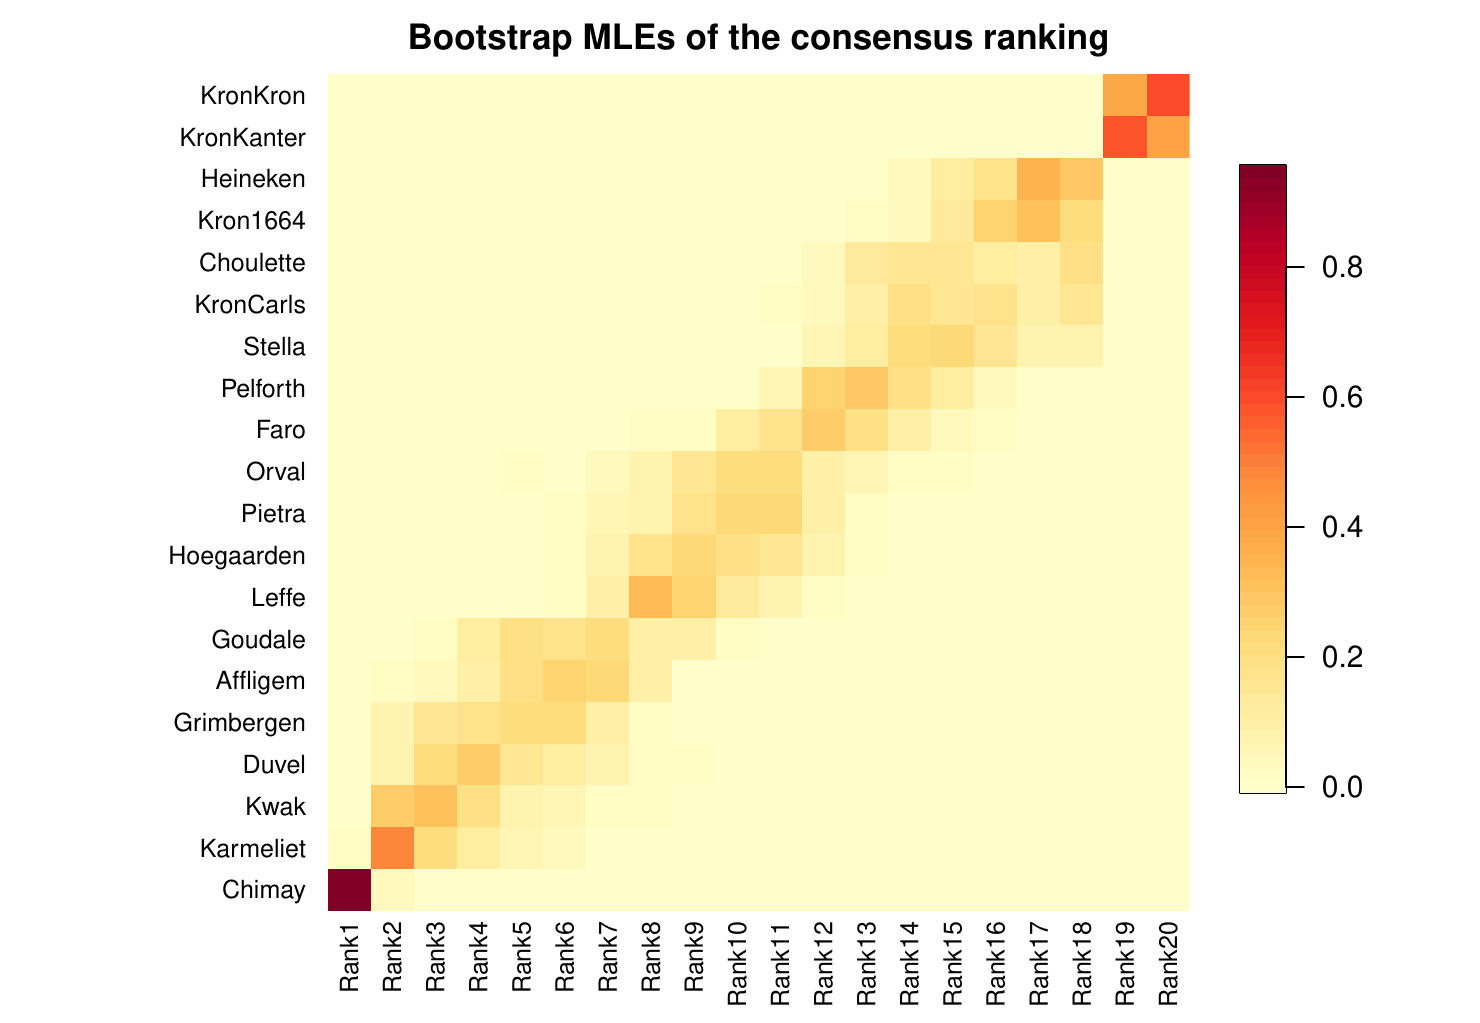 Bootstrap MLEs of the consensus ranking
KronKron
KronKanter
Heineken
Kron1664
Choulette
KronCarls
Stella
Pelforth
Faro
Orval
Pietra
Hoegaarden
Leffe
Goudale
Affligem
Grimbergen
Duvel
Kwak
Karmeliet
Chimay
Rank1
Rank2
Rank3
Rank4
Rank5
Rank6
Rank7
Rank8
Rank9
Rank10
Rank11
Rank12
Rank13
Rank14
Rank15
Rank16
Rank17
Rank18
Rank19
Rank20
0.8
0.6
0.4
0.2
0.0